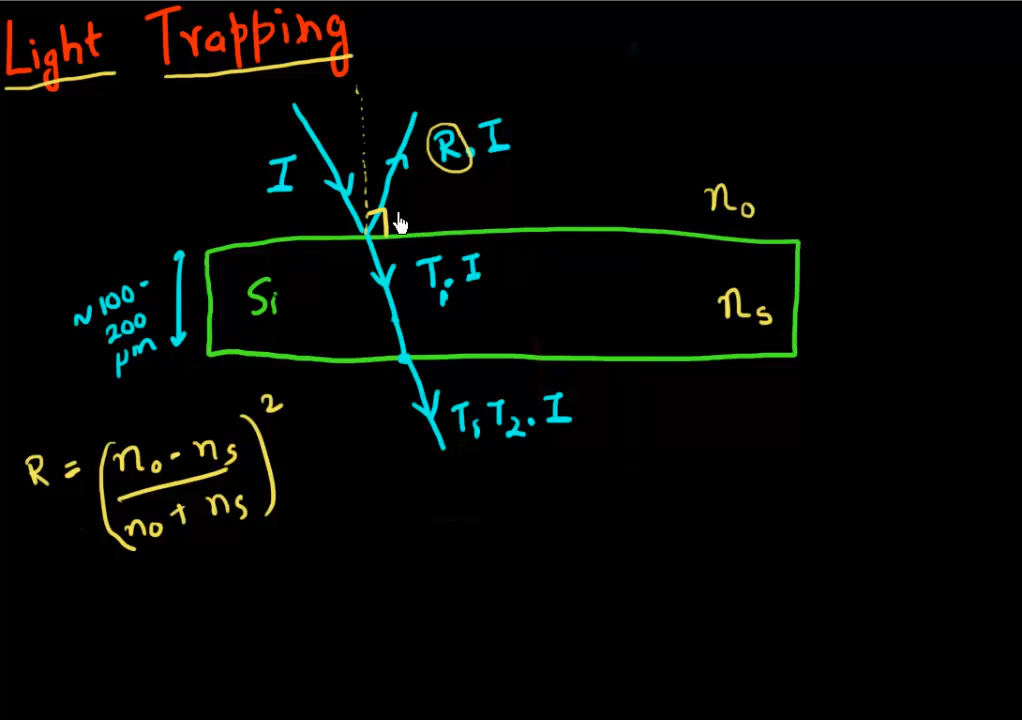 Light Trapping
I
R.I
n₀
T₁.I
Si
nₛ
~100-
200
μm
T₁T₂.I
R = ((n₀ - nₛ)/(n₀ + nₛ))²